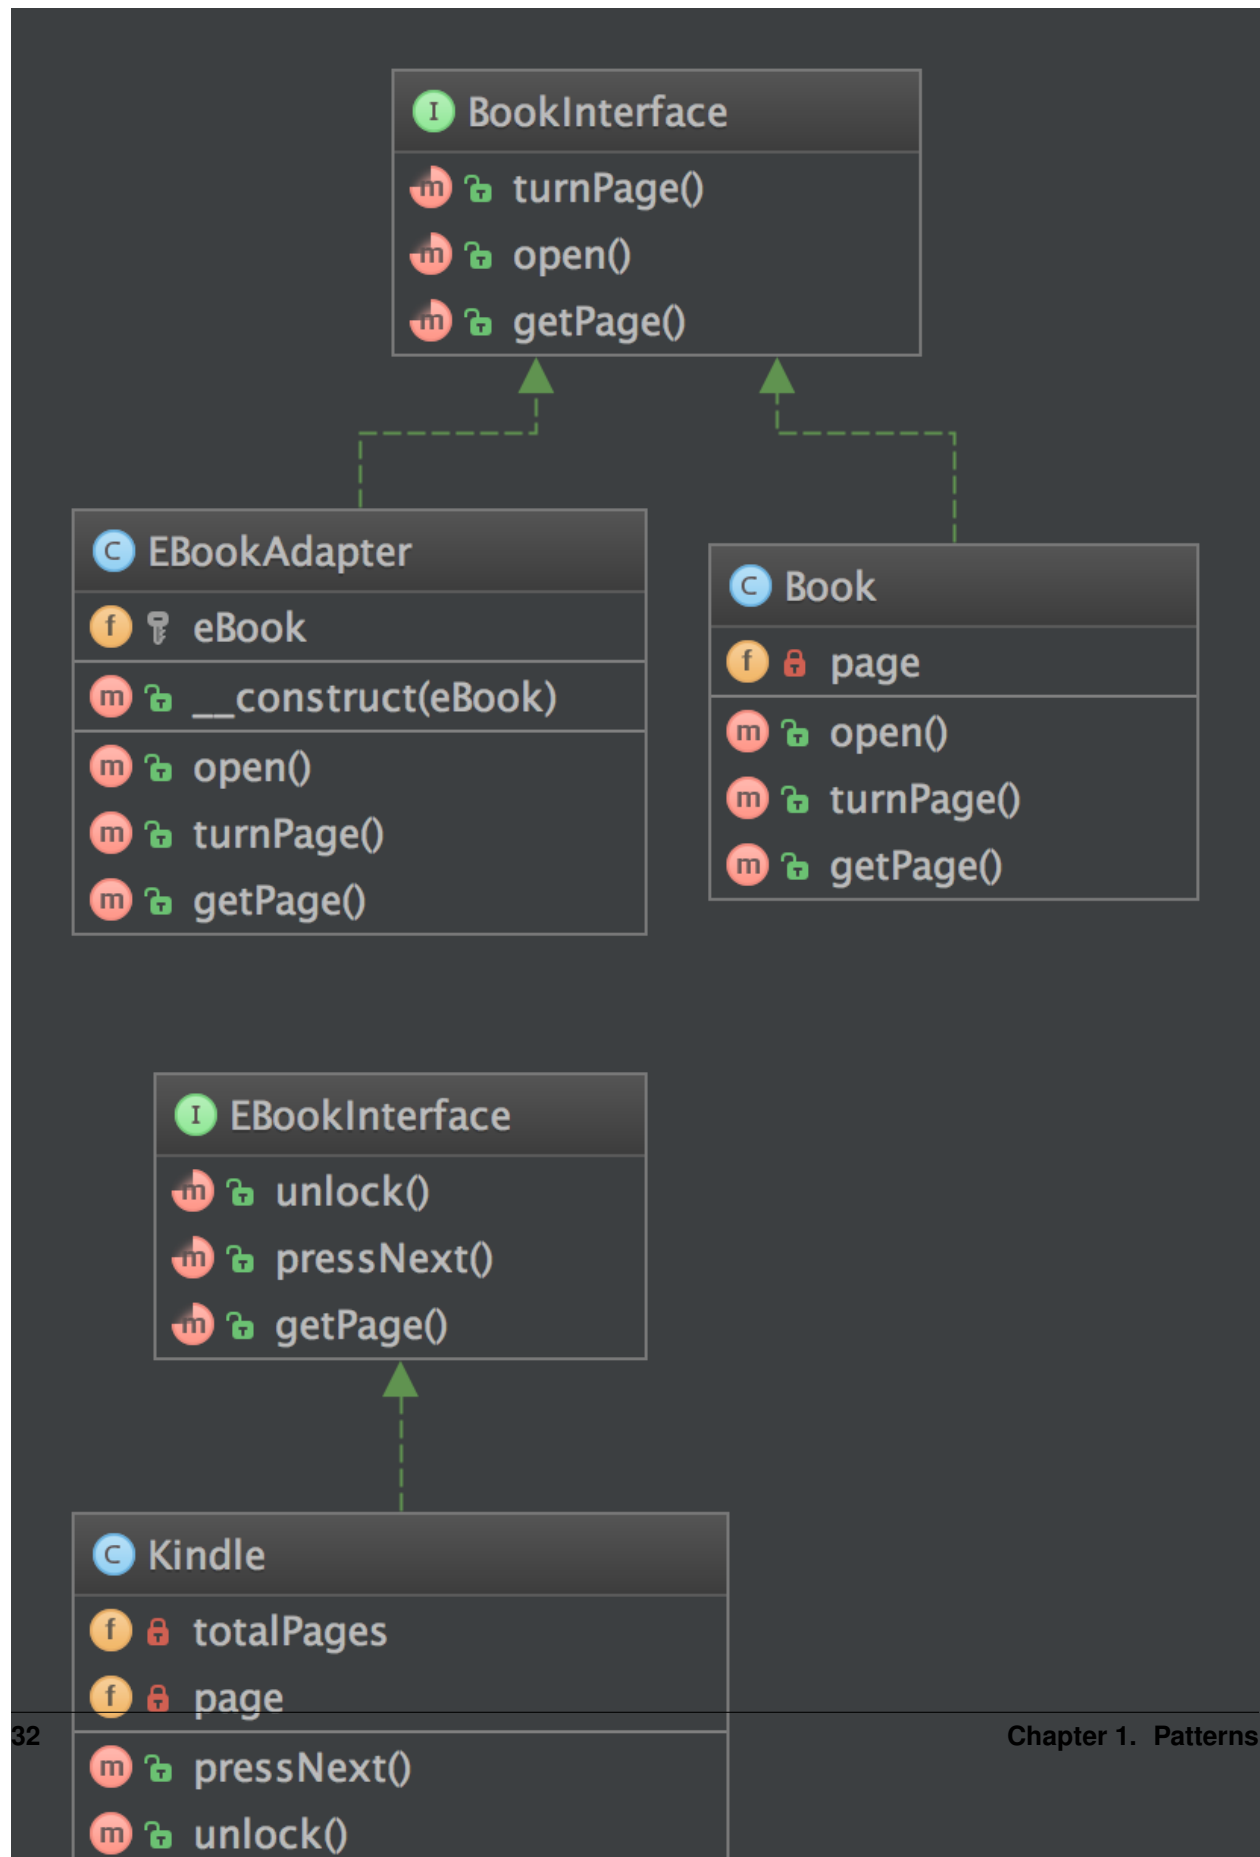 BookInterface
turnPage()
open()
getPage()
EBookAdapter
eBook
__construct(eBook)
open()
turnPage()
getPage()
Book
page
open()
turnPage()
getPage()
EBookInterface
unlock()
pressNext()
getPage()
Kindle
totalPages
page
32 Chapter 1. Patterns
pressNext()
unlock()